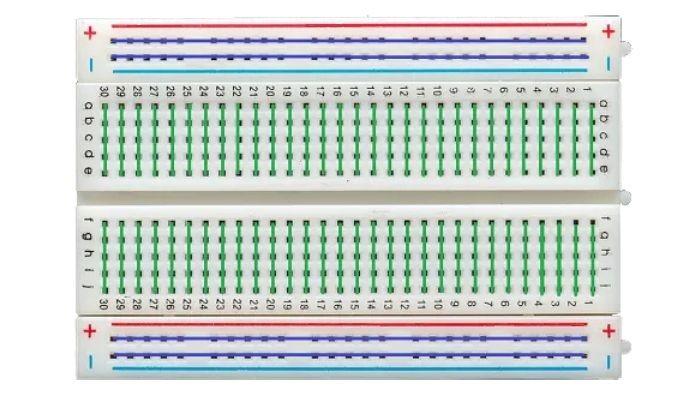 + +
− −
30 29 28 27 26 25 24 23 22 21 20 19 18 17 16 15 14 13 12 11 10 9 8 7 6 5 4 3 2 1
a a
b b
c c
d d
e e
f f
g g
h h
i i
j j
30 29 28 27 26 25 24 23 22 21 20 19 18 17 16 15 14 13 12 11 10 9 8 7 6 5 4 3 2 1
+ +
− −